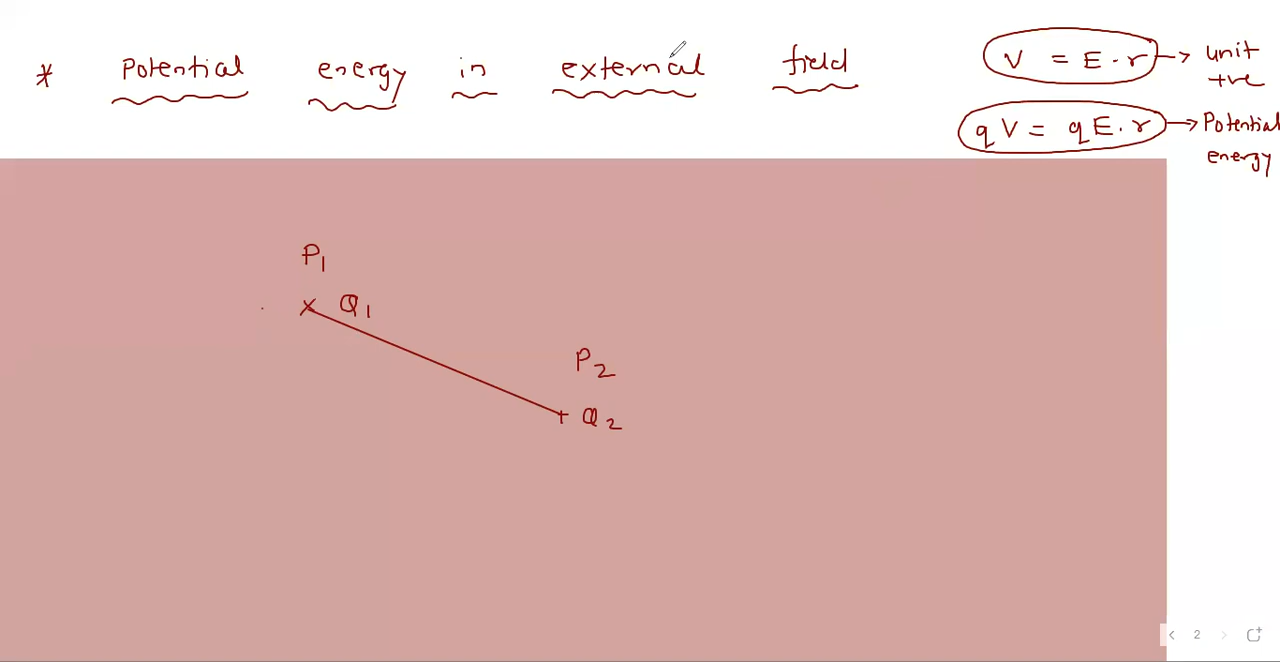 * Potential energy in external field
V = E . r → unit +ve
qV = qE . r → Potential energy
P1
Q1
P2
Q2
2